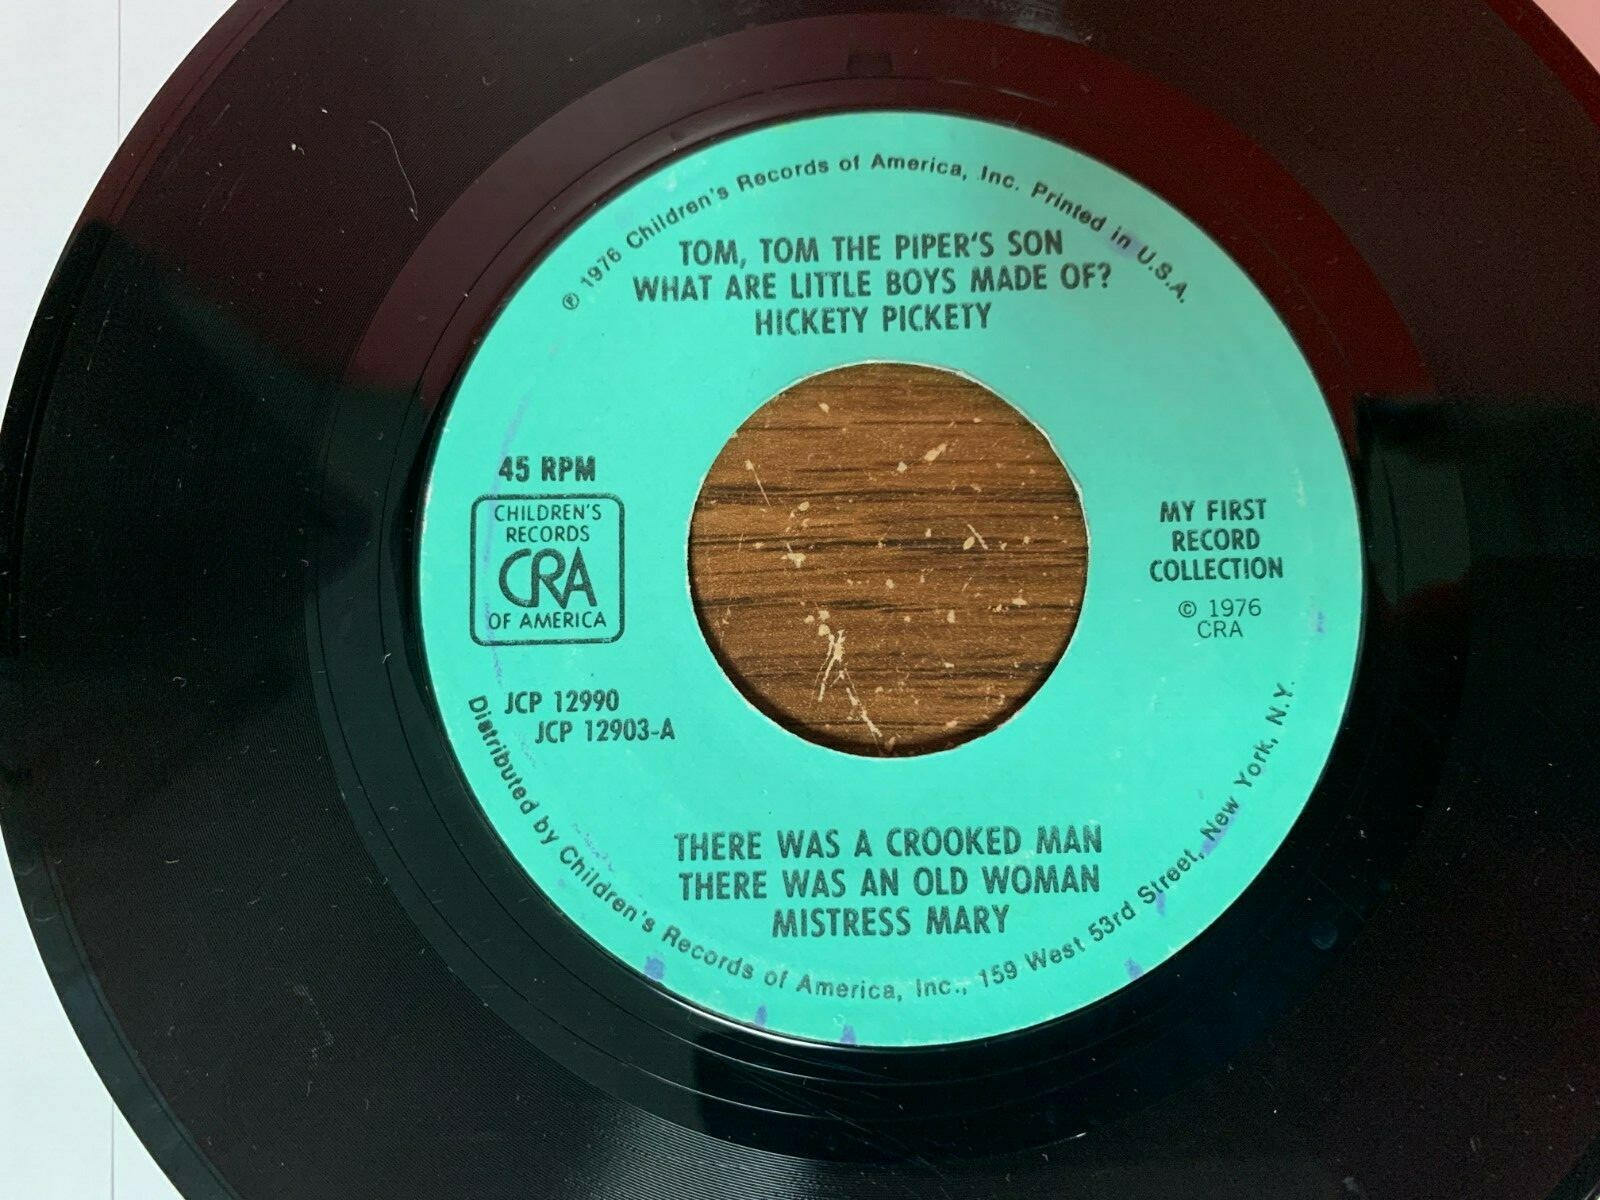 ℗ 1976 Children's Records of America, Inc. Printed in U.S.A.
TOM, TOM THE PIPER'S SON
WHAT ARE LITTLE BOYS MADE OF?
HICKETY PICKETY
45 RPM
CHILDREN'S
RECORDS
CRA
OF AMERICA
MY FIRST
RECORD
COLLECTION
© 1976
CRA
JCP 12990
JCP 12903-A
THERE WAS A CROOKED MAN
THERE WAS AN OLD WOMAN
MISTRESS MARY
Distributed by Children's Records of America, Inc., 159 West 53rd Street, New York, N.Y.